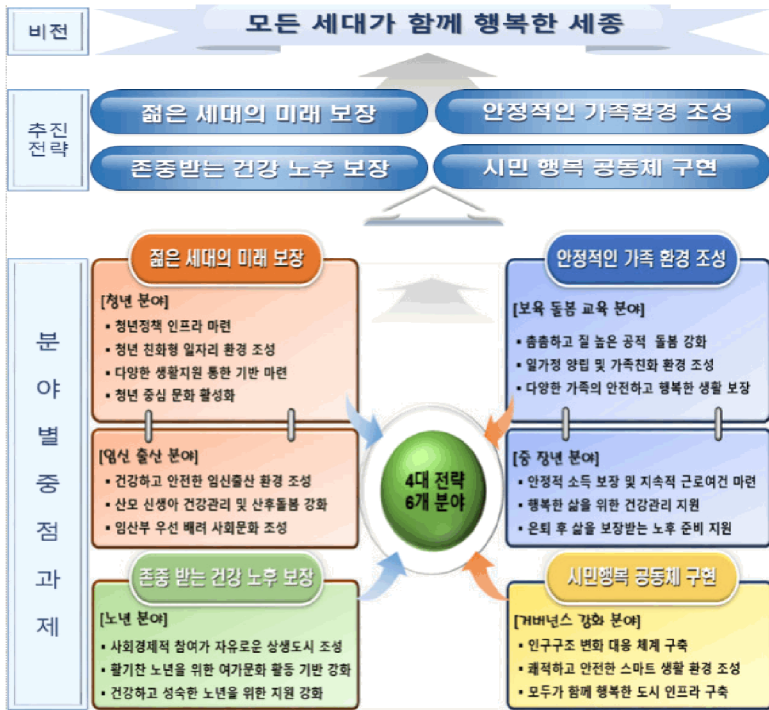 비전
모든 세대가 함께 행복한 세종
추진
전략
젊은 세대의 미래 보장
안정적인 가족환경 조성
존중받는 건강 노후 보장
시민 행복 공동체 구현
분
야
별
중
점
과
제
젊은 세대의 미래 보장
[청년 분야]
▪ 청년정책 인프라 마련
▪ 청년 친화형 일자리 환경 조성
▪ 다양한 생활지원 통한 기반 마련
▪ 청년 중심 문화 활성화
[임신 출산 분야]
▪ 건강하고 안전한 임신출산 환경 조성
▪ 산모 신생아 건강관리 및 산후돌봄 강화
▪ 임산부 우선 배려 사회문화 조성
안정적인 가족 환경 조성
[보육 돌봄 교육 분야]
▪ 촘촘하고 질 높은 공적 돌봄 강화
▪ 일가정 양립 및 가족친화 환경 조성
▪ 다양한 가족의 안전하고 행복한 생활 보장
[중 장년 분야]
▪ 안정적 소득 보장 및 지속적 근로여건 마련
▪ 행복한 삶을 위한 건강관리 지원
▪ 은퇴 후 삶을 보장받는 노후 준비 지원
4대 전략
6개 분야
존중 받는 건강 노후 보장
[노년 분야]
▪ 사회경제적 참여가 자유로운 상생도시 조성
▪ 활기찬 노년을 위한 여가문화 활동 기반 강화
▪ 건강하고 성숙한 노년을 위한 지원 강화
시민행복 공동체 구현
[거버넌스 강화 분야]
▪ 인구구조 변화 대응 체계 구축
▪ 쾌적하고 안전한 스마트 생활 환경 조성
▪ 모두가 함께 행복한 도시 인프라 구축